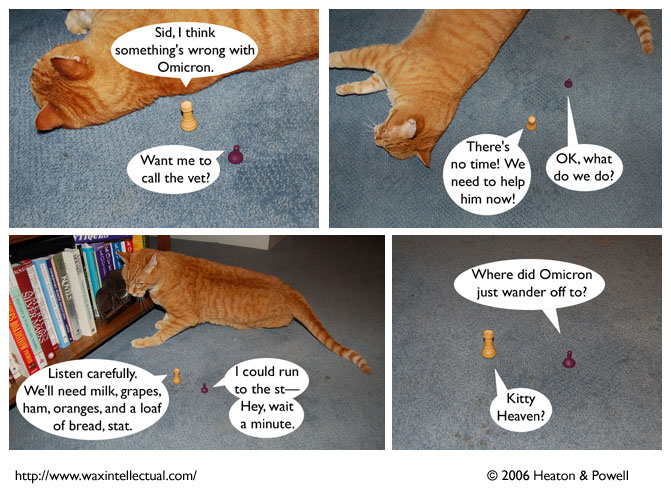 Sid, I think
something's wrong with
Omicron.
Want me to
call the vet?
There's
no time! We
need to help
him now!
OK, what
do we do?
Listen carefully.
We'll need milk, grapes,
ham, oranges, and a loaf
of bread, stat.
I could run
to the st—
Hey, wait
a minute.
Where did Omicron
just wander off to?
Kitty
Heaven?
http://www.waxintellectual.com/
© 2006 Heaton & Powell